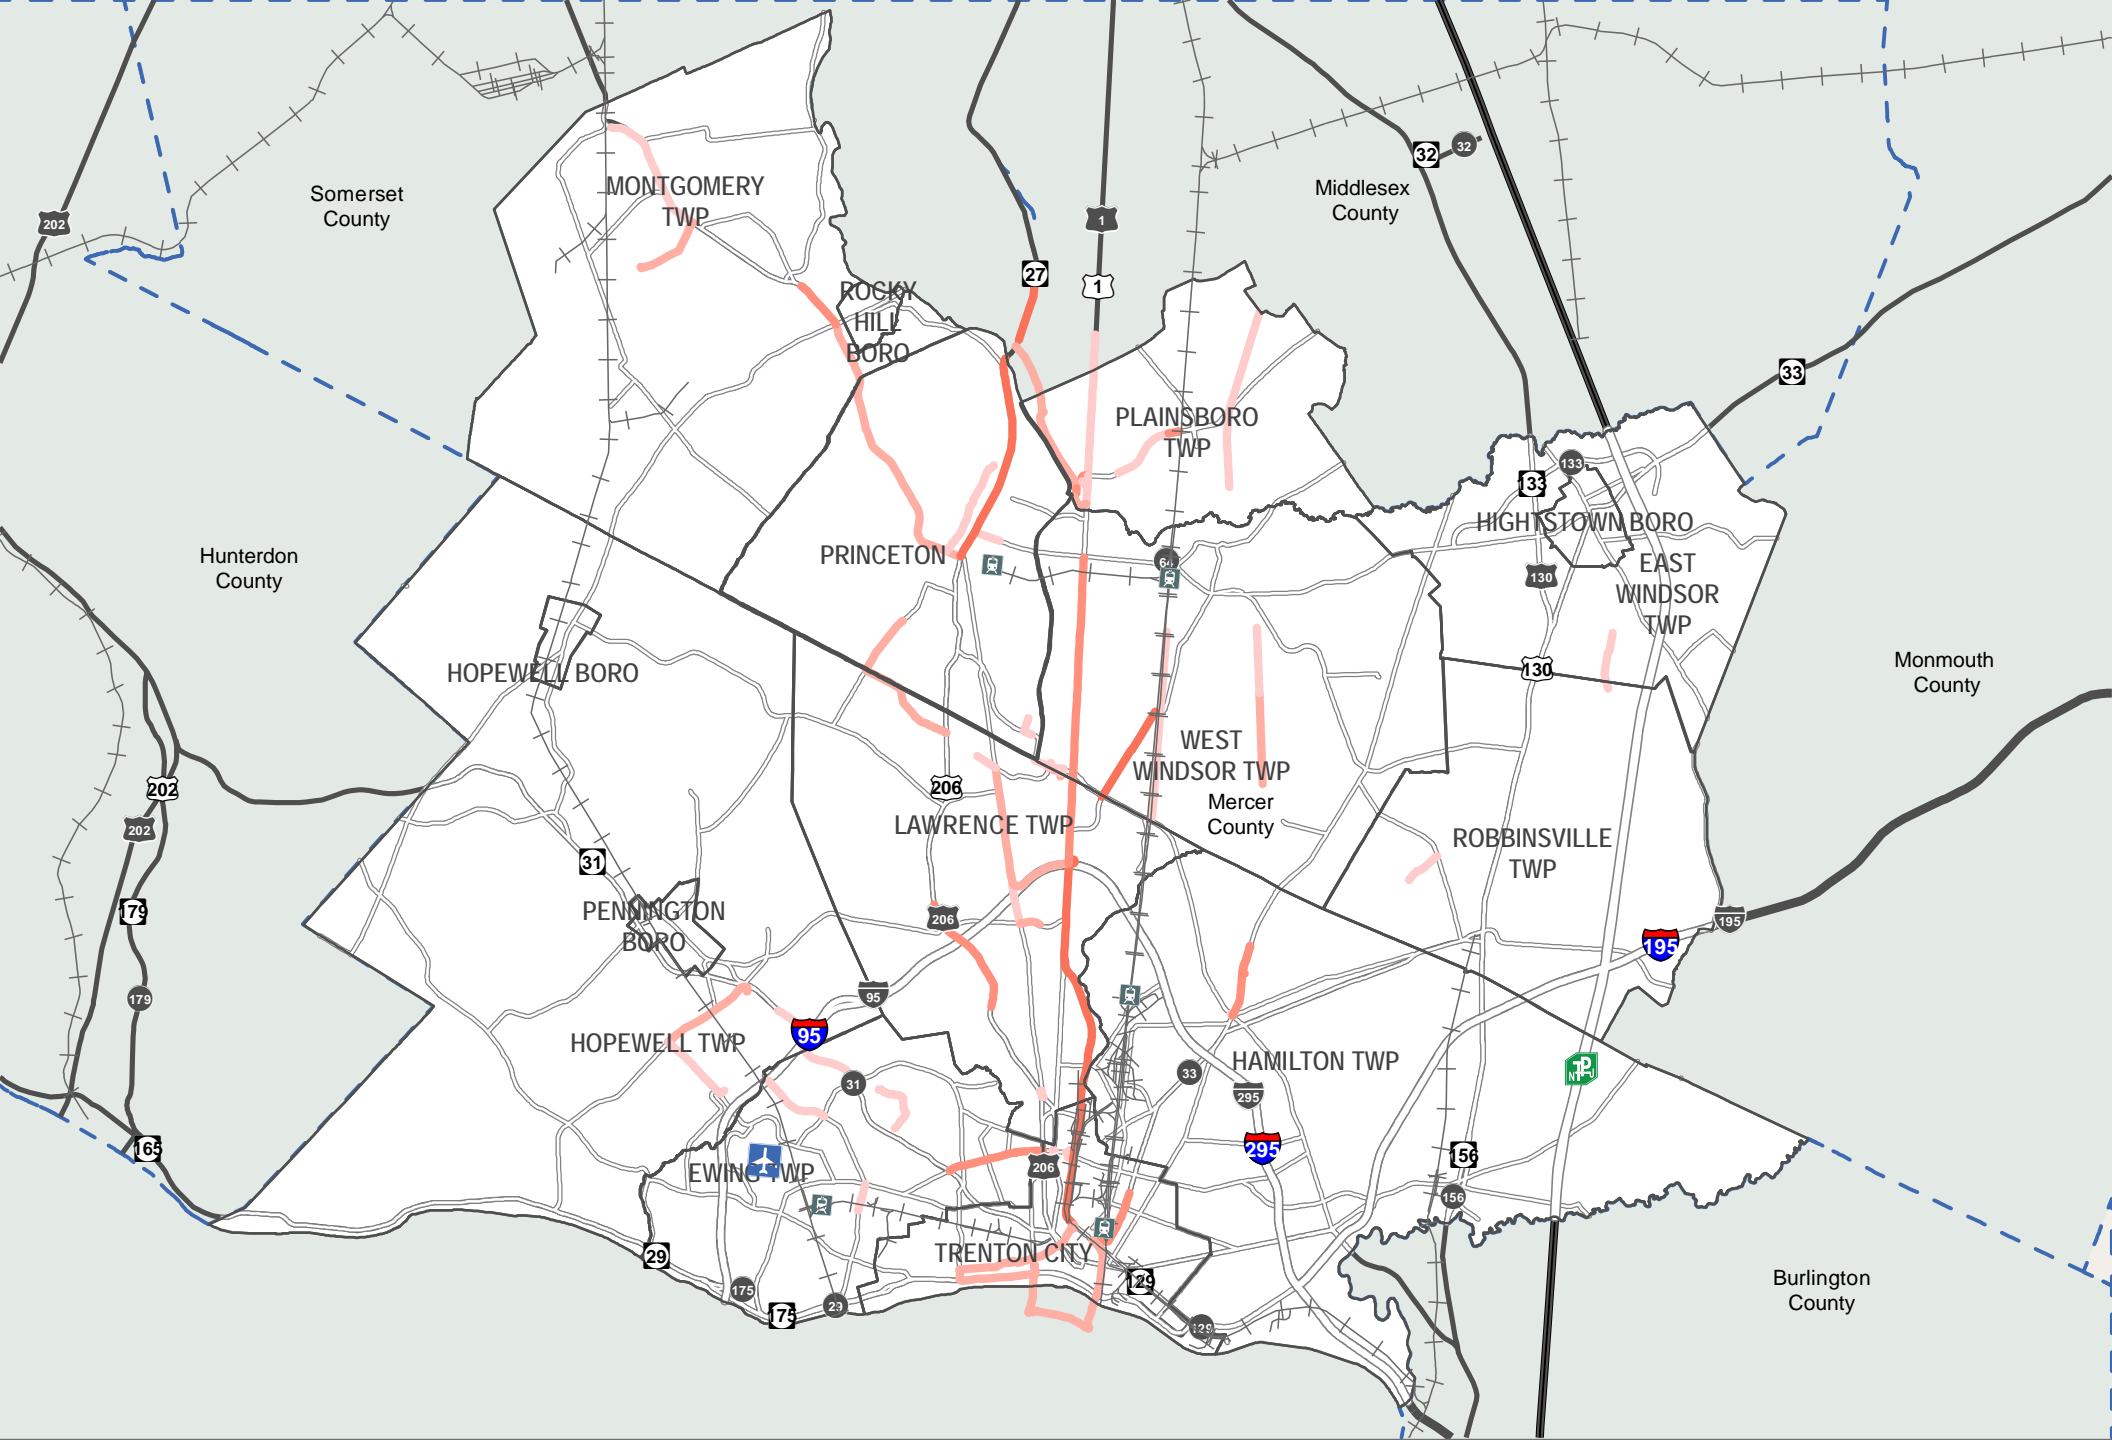 32
32
Somerset
County
MONTGOMERY
TWP
Middlesex
County
202
1
27
1
ROCKY
HILL
BORO
33
PLAINSBORO
TWP
133
133
HIGHTSTOWN BORO
PRINCETON
Hunterdon
County
64
130
EAST
WINDSOR
TWP
HOPEWELL BORO
130
Monmouth
County
WEST
WINDSOR TWP
202
206
Mercer
County
202
LAWRENCE TWP
ROBBINSVILLE
TWP
31
179
PENNINGTON
BORO
206
195
195
179
95
95
HOPEWELL TWP
HAMILTON TWP
33
NTPJ
31
295
165
295
156
206
EWING TWP
156
29
TRENTON CITY
129
Burlington
County
175
175
29
129